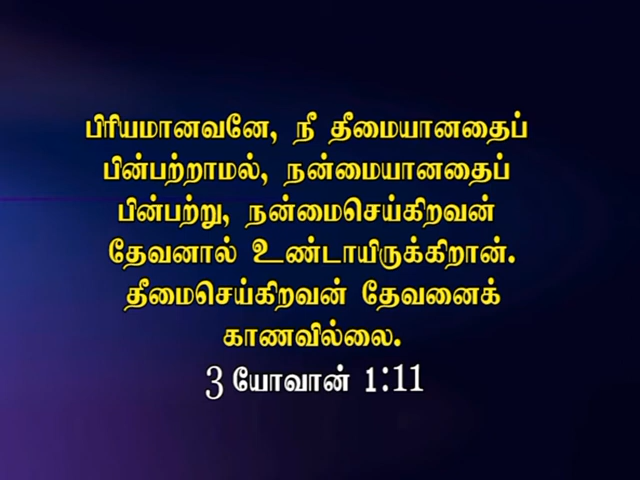 பிரியமானவனே, நீ தீமையானதைப்
பின்பற்றாமல், நன்மையானதைப்
பின்பற்று, நன்மைசெய்கிறவன்
தேவனால் உண்டாயிருக்கிறான்.
தீமைசெய்கிறவன் தேவனைக்
காணவில்லை.
3 யோவான் 1:11